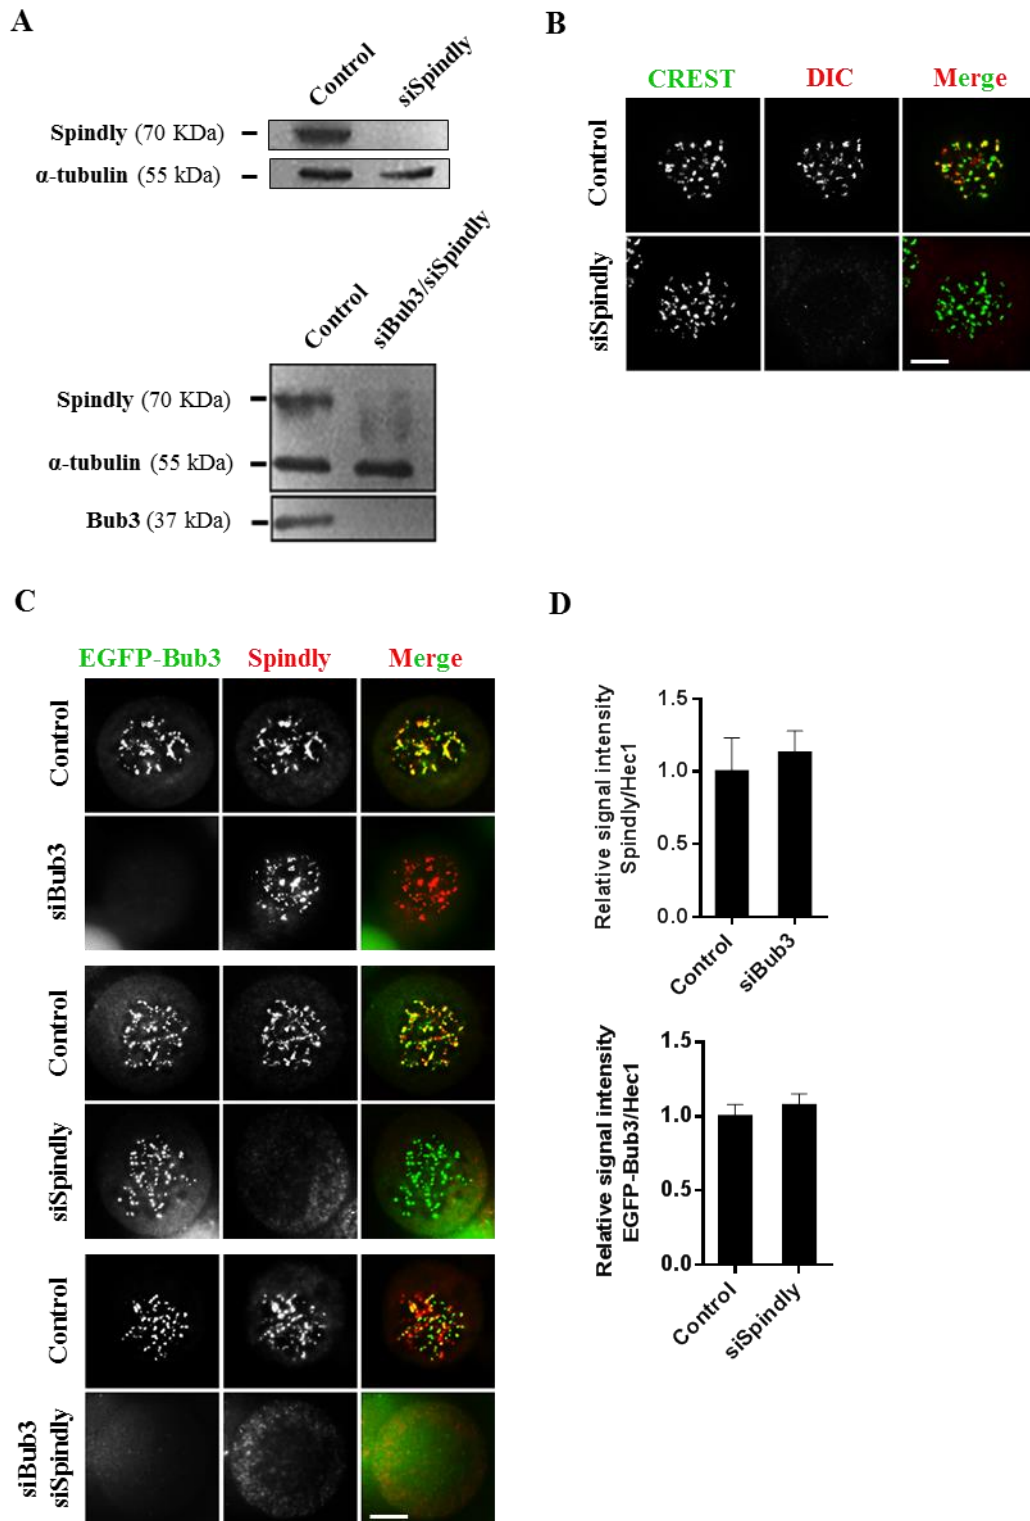 A
Control
siSpindly
Spindly (70 KDa)
α-tubulin (55 kDa)
Control
siBub3/siSpindly
Spindly (70 KDa)
α-tubulin (55 kDa)
Bub3 (37 kDa)
B
CREST DIC Merge
Control
siSpindly
C
EGFP-Bub3 Spindly Merge
Control
siBub3
Control
siSpindly
Control
siBub3
siSpindly
D
Relative signal intensity
Spindly/Hec1
1.5
1.0
0.5
0.0
Control
siBub3
Relative signal intensity
EGFP-Bub3/Hec1
1.5
1.0
0.5
0.0
Control
siSpindly